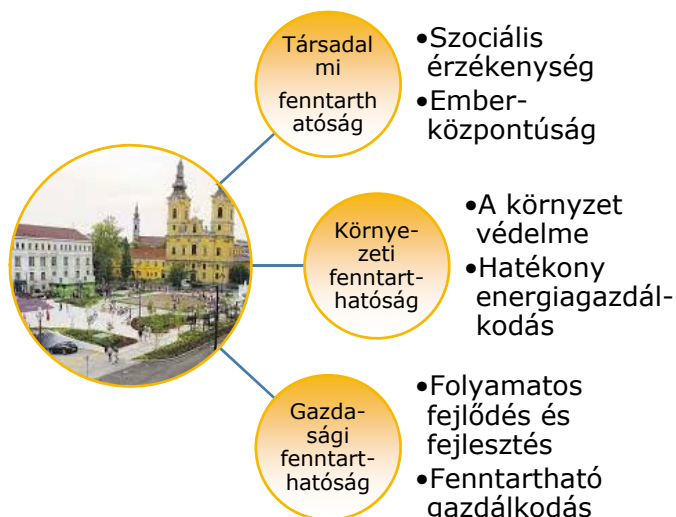 Társadal
mi
fenntarth
atóság
•Szociális
érzékenység
•Ember-
központúság
Környe-
zeti
fenntart-
hatóság
•A környzet
védelme
•Hatékony
energiagazdál-
kodás
Gazda-
sági
fenntart-
hatóság
•Folyamatos
fejlődés és
fejlesztés
•Fenntartható
gazdálkodás